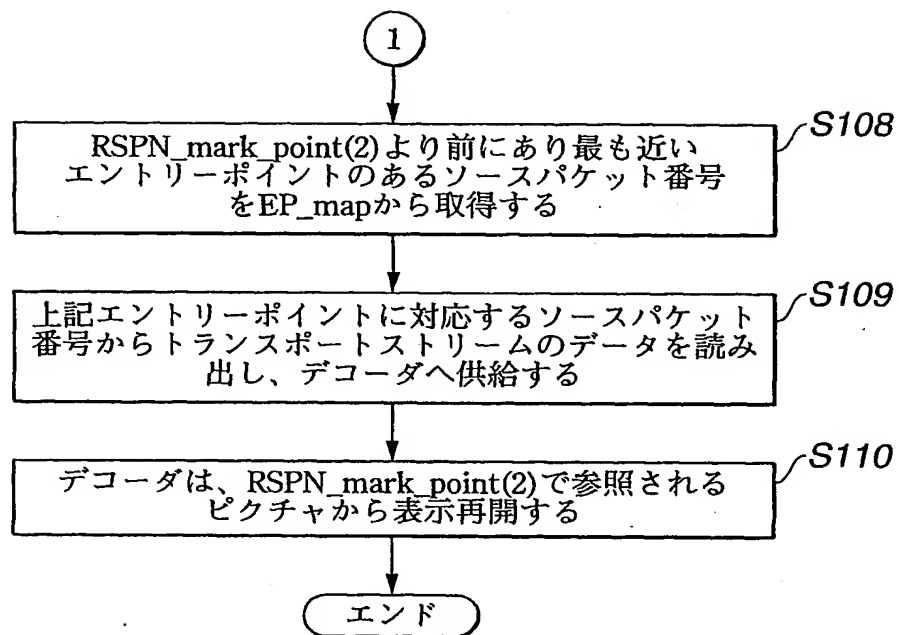 1
S108
RSPN_mark_point(2)より前にあり最も近い
エントリーポイントのあるソースパケット番号
をEP_mapから取得する
S109
上記エントリーポイントに対応するソースパケット
番号からトランスポートストリームのデータを読み
出し、デコーダへ供給する
S110
デコーダは、RSPN_mark_point(2)で参照される
ピクチャから表示再開する
エンド